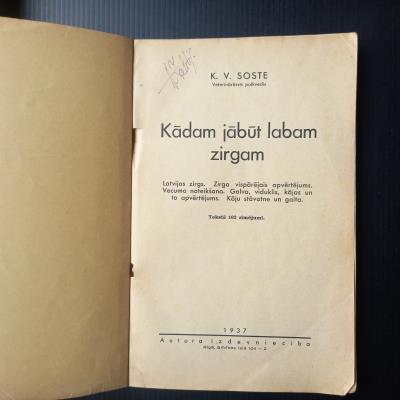 K. V. SOSTE
Veterinārārsts pulkvedis
Kādam jābūt labam
zirgam
Latvijas zirgs. Zirga vispārējais apvērtējums.
Vecuma noteikšana. Galva, viduklis, kājas un
to apvērtējums. Kāju stāvotne un gaita.
Tekstā 102 zīmējumi.
1937
Autora izdevniecība